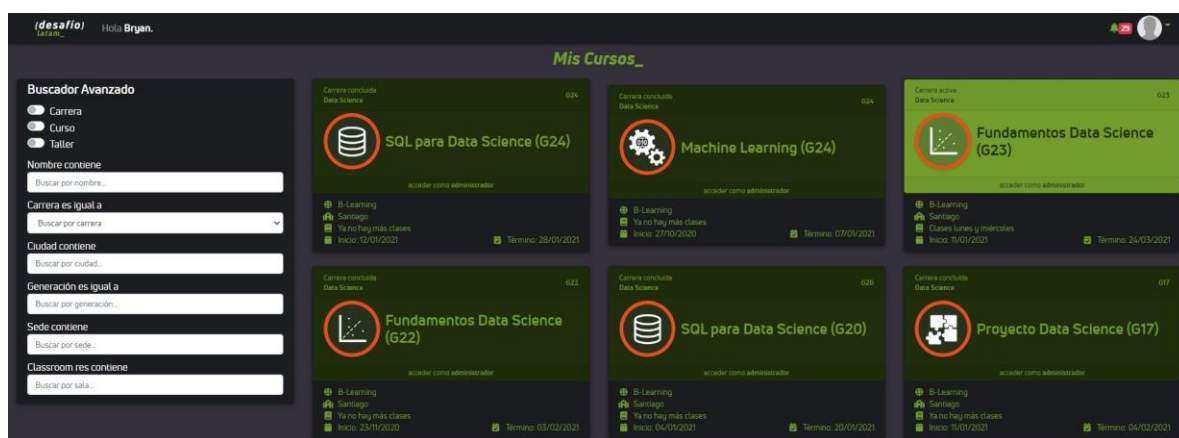 {desafío}
latam_
Hola Bryan.
29
Mis Cursos_
Buscador Avanzado
Carrera
Curso
Taller
Nombre contiene
Buscar por nombre...
Carrera es igual a
Buscar por carrera
Ciudad contiene
Buscar por ciudad...
Generación es igual a
Buscar por generación...
Sede contiene
Buscar por sede...
Classroom res contiene
Buscar por sala...
Carrera concluida
Data Science
G24
SQL para Data Science (G24)
acceder como administrador
B-Learning
Santiago
Ya no hay más clases
Inicio: 12/01/2021
Término: 28/01/2021
Carrera concluida
Data Science
G24
Machine Learning (G24)
acceder como administrador
B-Learning
Ya no hay más clases
Inicio: 27/10/2020
Término: 07/01/2021
Carrera activa
Data Science
G23
Fundamentos Data Science
(G23)
acceder como administrador
B-Learning
Santiago
Clases lunes y miércoles
Inicio: 11/01/2021
Término: 24/03/2021
Carrera concluida
Data Science
G22
Fundamentos Data Science
(G22)
acceder como administrador
B-Learning
Santiago
Ya no hay más clases
Inicio: 23/11/2020
Término: 03/02/2021
Carrera concluida
Data Science
G20
SQL para Data Science (G20)
acceder como administrador
B-Learning
Santiago
Ya no hay más clases
Inicio: 04/01/2021
Término: 20/01/2021
Carrera concluida
Data Science
G17
Proyecto Data Science (G17)
acceder como administrador
B-Learning
Santiago
Ya no hay más clases
Inicio: 11/01/2021
Término: 04/02/2021